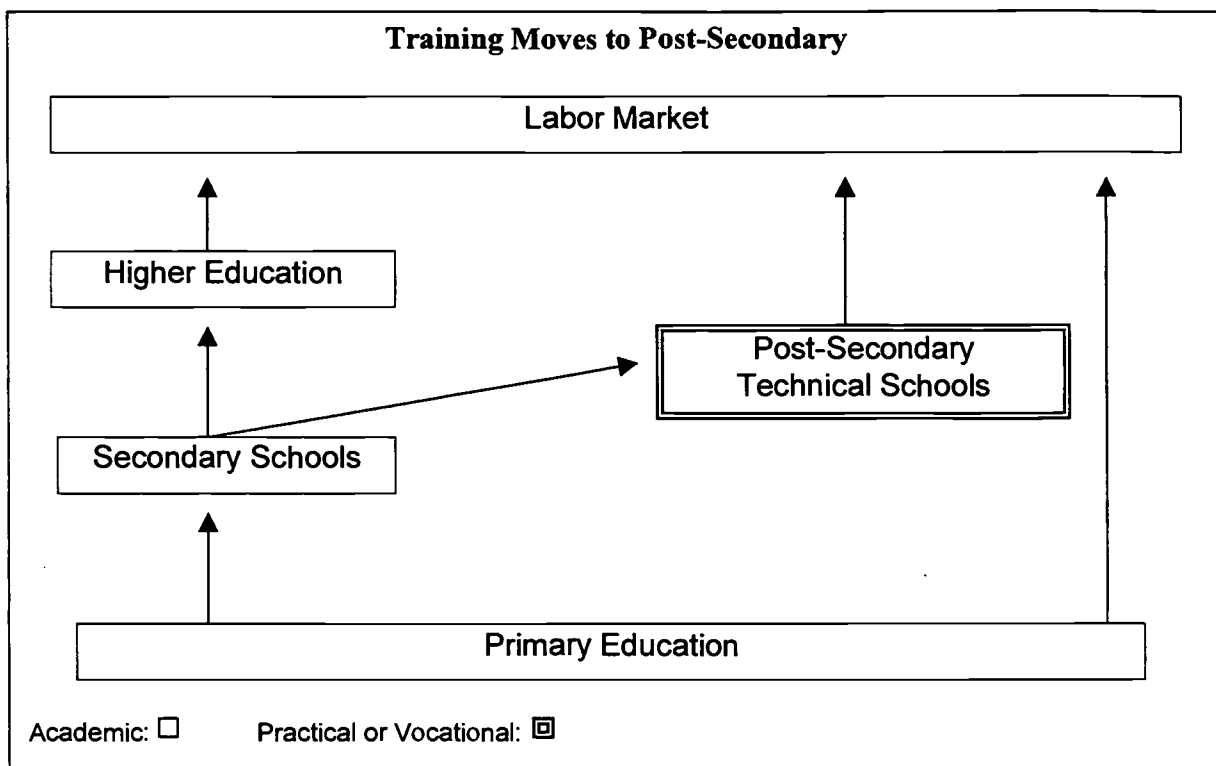 Training Moves to Post-Secondary
Labor Market
Higher Education
Post-Secondary
Technical Schools
Secondary Schools
Primary Education
Academic:
Practical or Vocational: